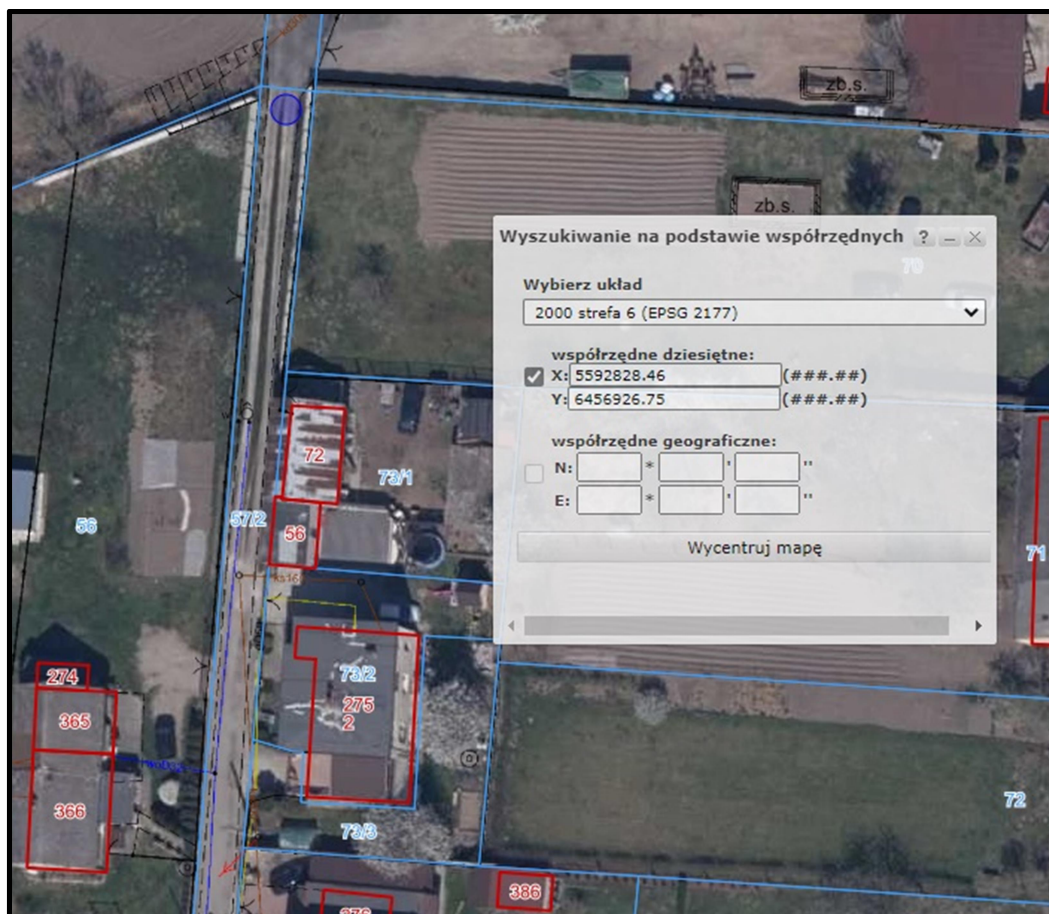 zb.s.
zb.s.
Wyszukiwanie na podstawie współrzędnych ? _ X
70
Wybierz układ
2000 strefa 6 (EPSG 2177)
współrzędne dziesiętne:
X: 5592828.46 (###.##)
Y: 6456926.75 (###.##)
współrzędne geograficzne:
N: * ' "
E: * ' "
Wycentruj mapę
72
73/1
56
57/2
56
71
73/2
275
2
274
365
366
72
73/3
386